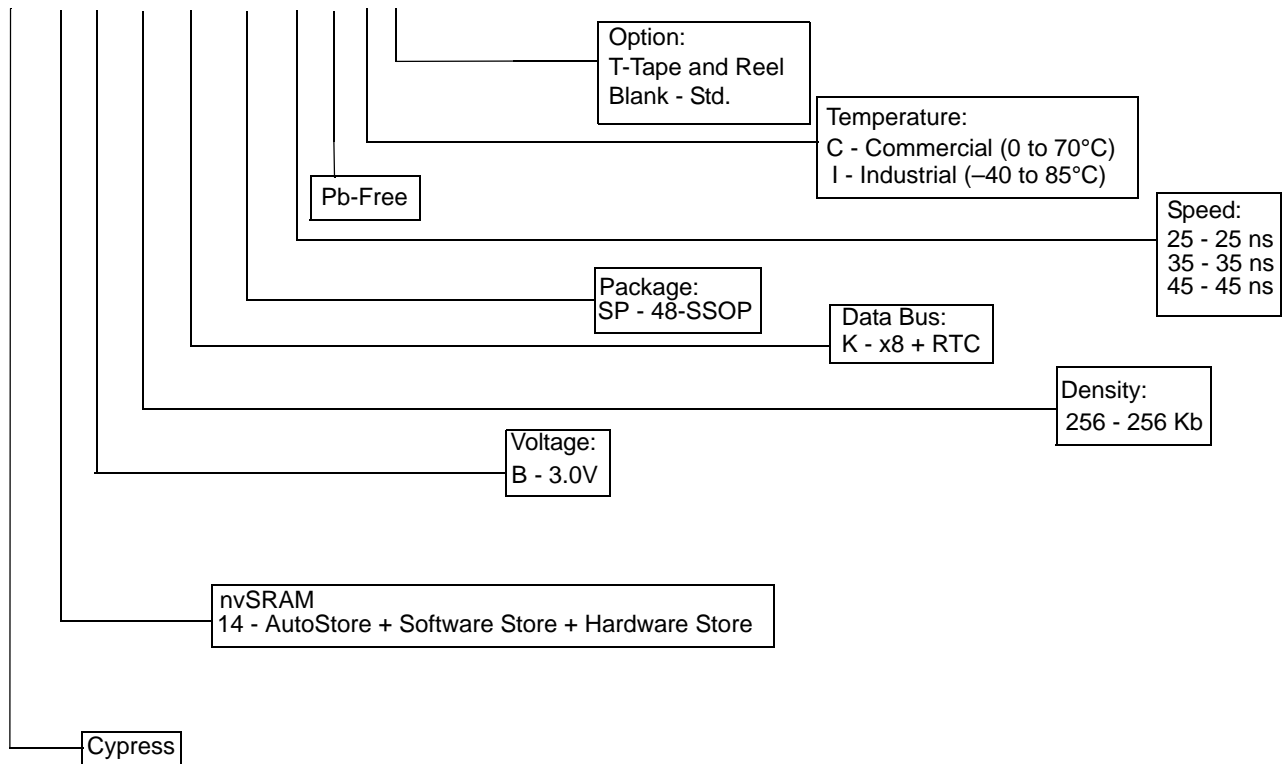 Option:
T-Tape and Reel
Blank - Std.
Temperature:
C - Commercial (0 to 70°C)
I - Industrial (–40 to 85°C)
Pb-Free
Speed:
25 - 25 ns
35 - 35 ns
45 - 45 ns
Package:
SP - 48-SSOP
Data Bus:
K - x8 + RTC
Density:
256 - 256 Kb
Voltage:
B - 3.0V
nvSRAM
14 - AutoStore + Software Store + Hardware Store
Cypress